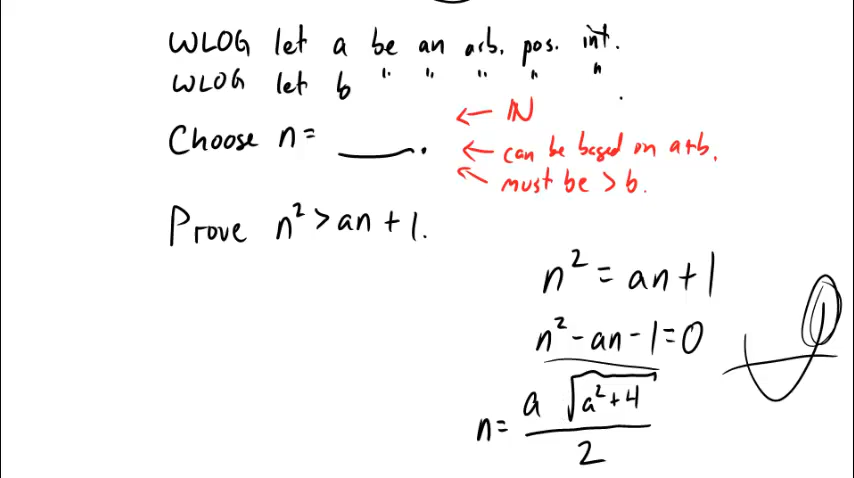 WLOG let a be an arb. pos. int.
WLOG let b " " " " "
Choose n = ____.
← ℕ
← can be based on a+b.
← must be > b.
Prove n² > an + 1.
n² = an + 1
n² - an - 1 = 0
n = a √(a² + 4) / 2